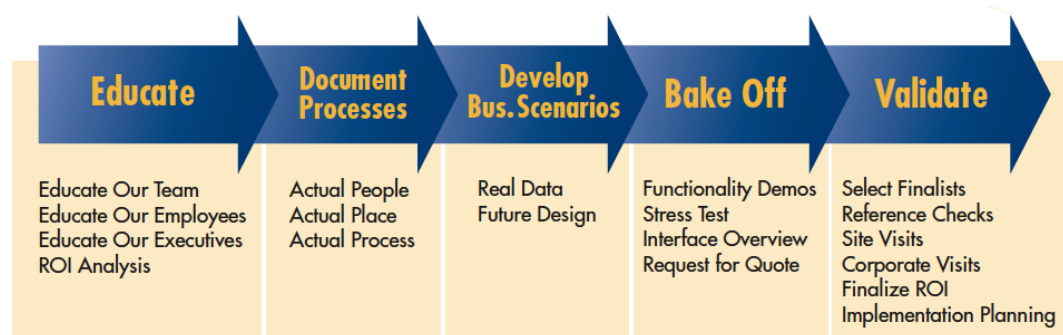 Educate
Document
Processes
Develop
Bus. Scenarios
Bake Off
Validate
Educate Our Team
Educate Our Employees
Educate Our Executives
ROI Analysis
Actual People
Actual Place
Actual Process
Real Data
Future Design
Functionality Demos
Stress Test
Interface Overview
Request for Quote
Select Finalists
Reference Checks
Site Visits
Corporate Visits
Finalize ROI
Implementation Planning